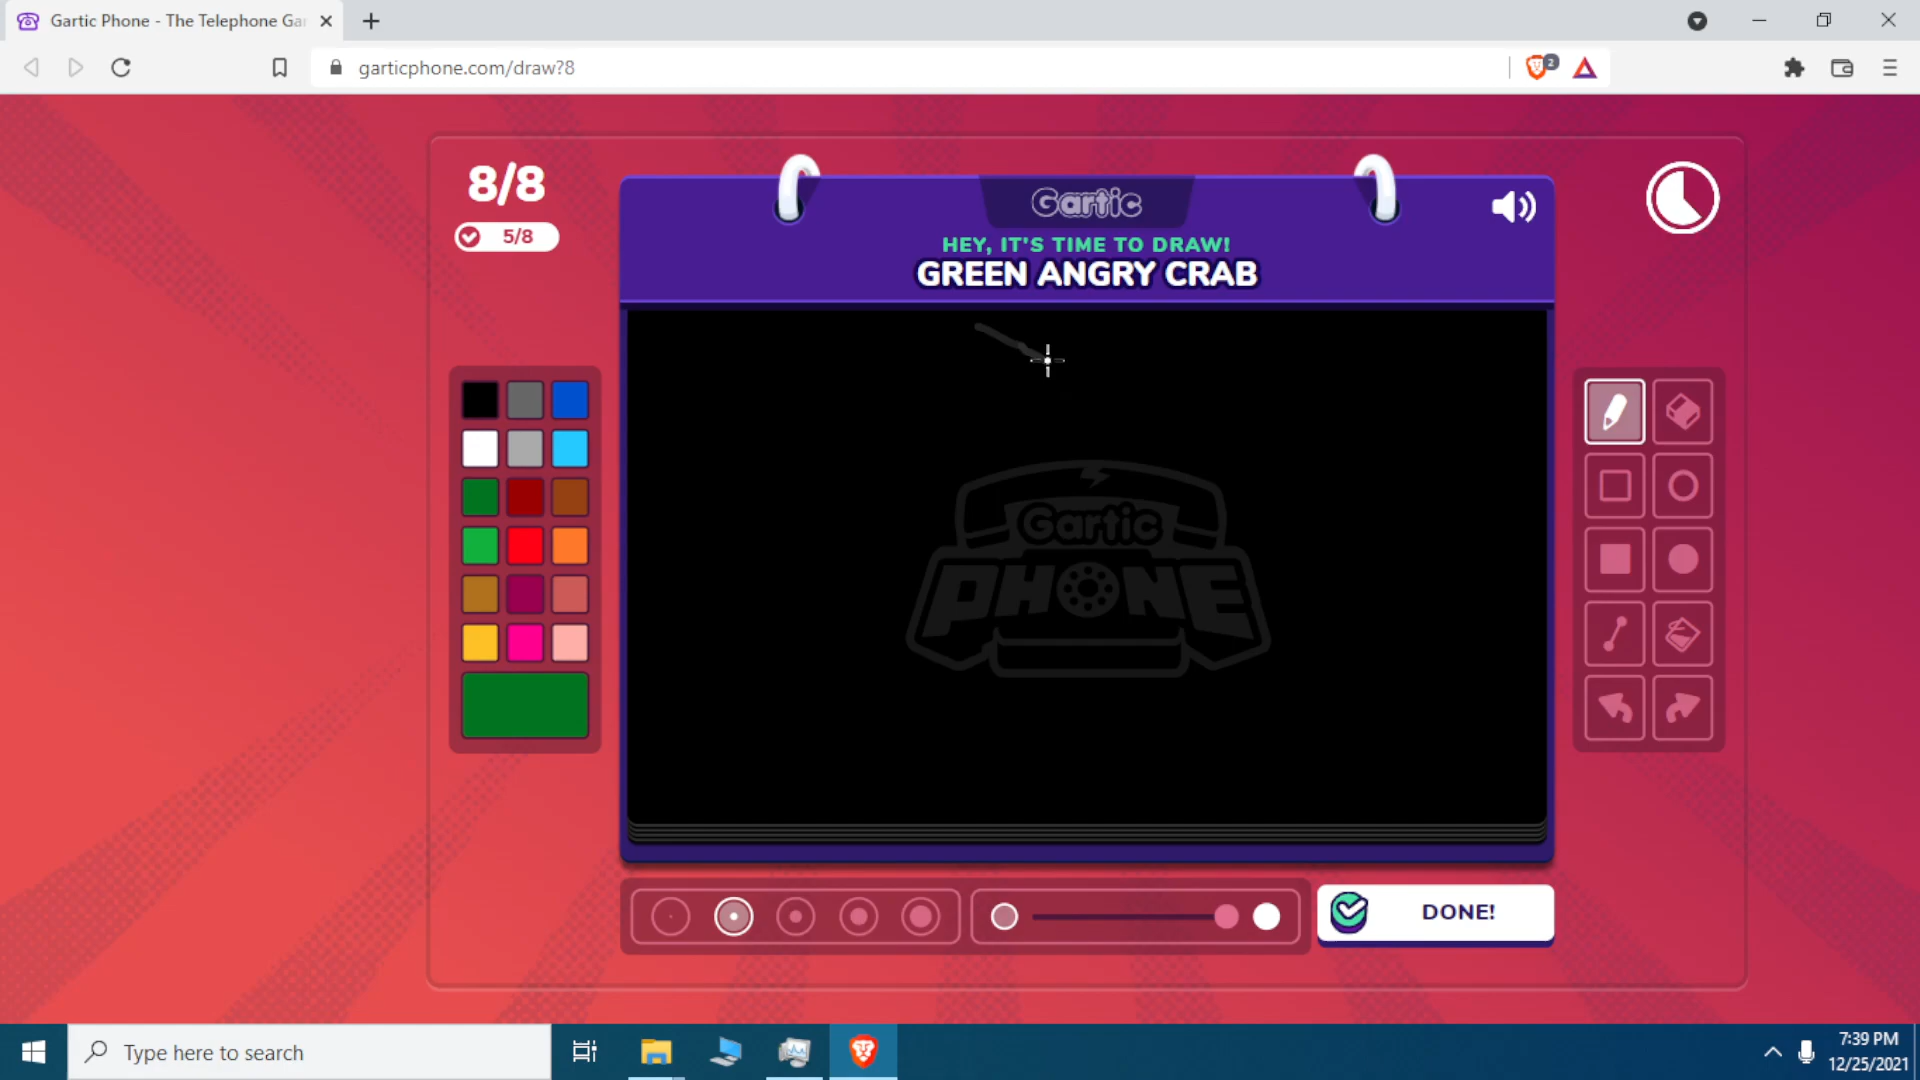 Gartic Phone - The Telephone Ga
garticphone.com/draw?8
2
8/8
5/8
Gartic
HEY, IT'S TIME TO DRAW!
GREEN ANGRY CRAB
Gartic
PHONE
DONE!
Type here to search
7:39 PM
12/25/2021